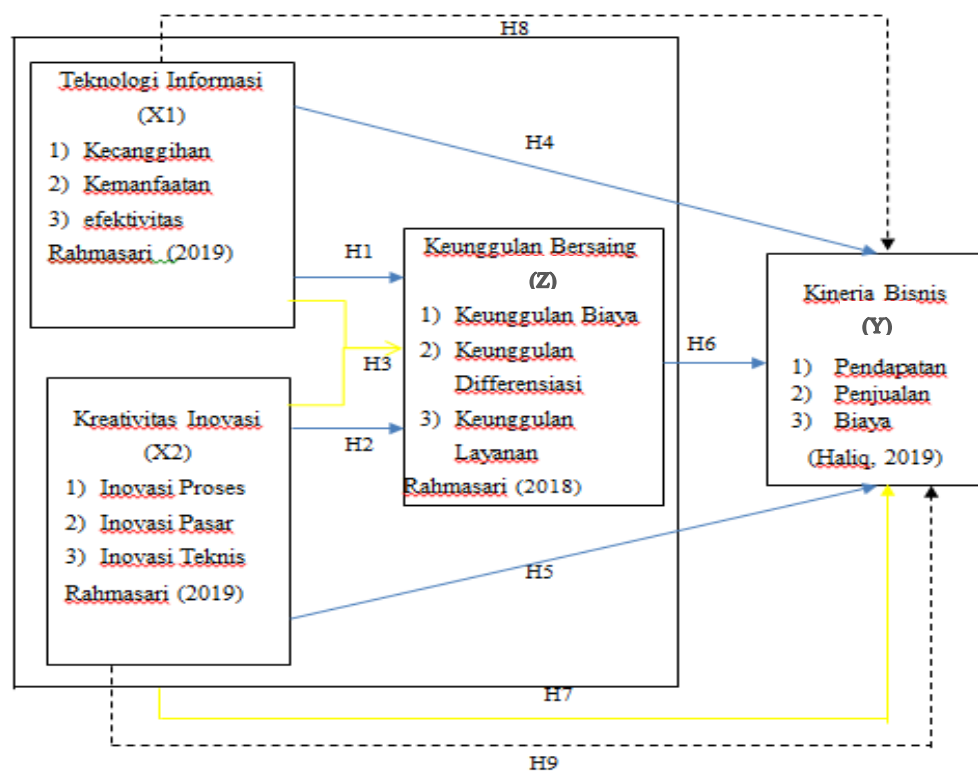 H8
Teknologi Informasi
(X1)
1) Kecanggihan
2) Kemanfaatan
3) efektivitas
Rahmasari (2019)
H4
H1
H3
H2
Keunggulan Bersaing
(Z)
1) Keunggulan Biaya
2) Keunggulan
Differensiasi
3) Keunggulan
Layanan
Rahmasari (2018)
H6
Kineria Bisnis
(Y)
1) Pendapatan
2) Penjualan
3) Biaya
(Haliq, 2019)
Kreativitas Inovasi
(X2)
1) Inovasi Proses
2) Inovasi Pasar
3) Inovasi Teknis
Rahmasari (2019)
H5
H7
H9